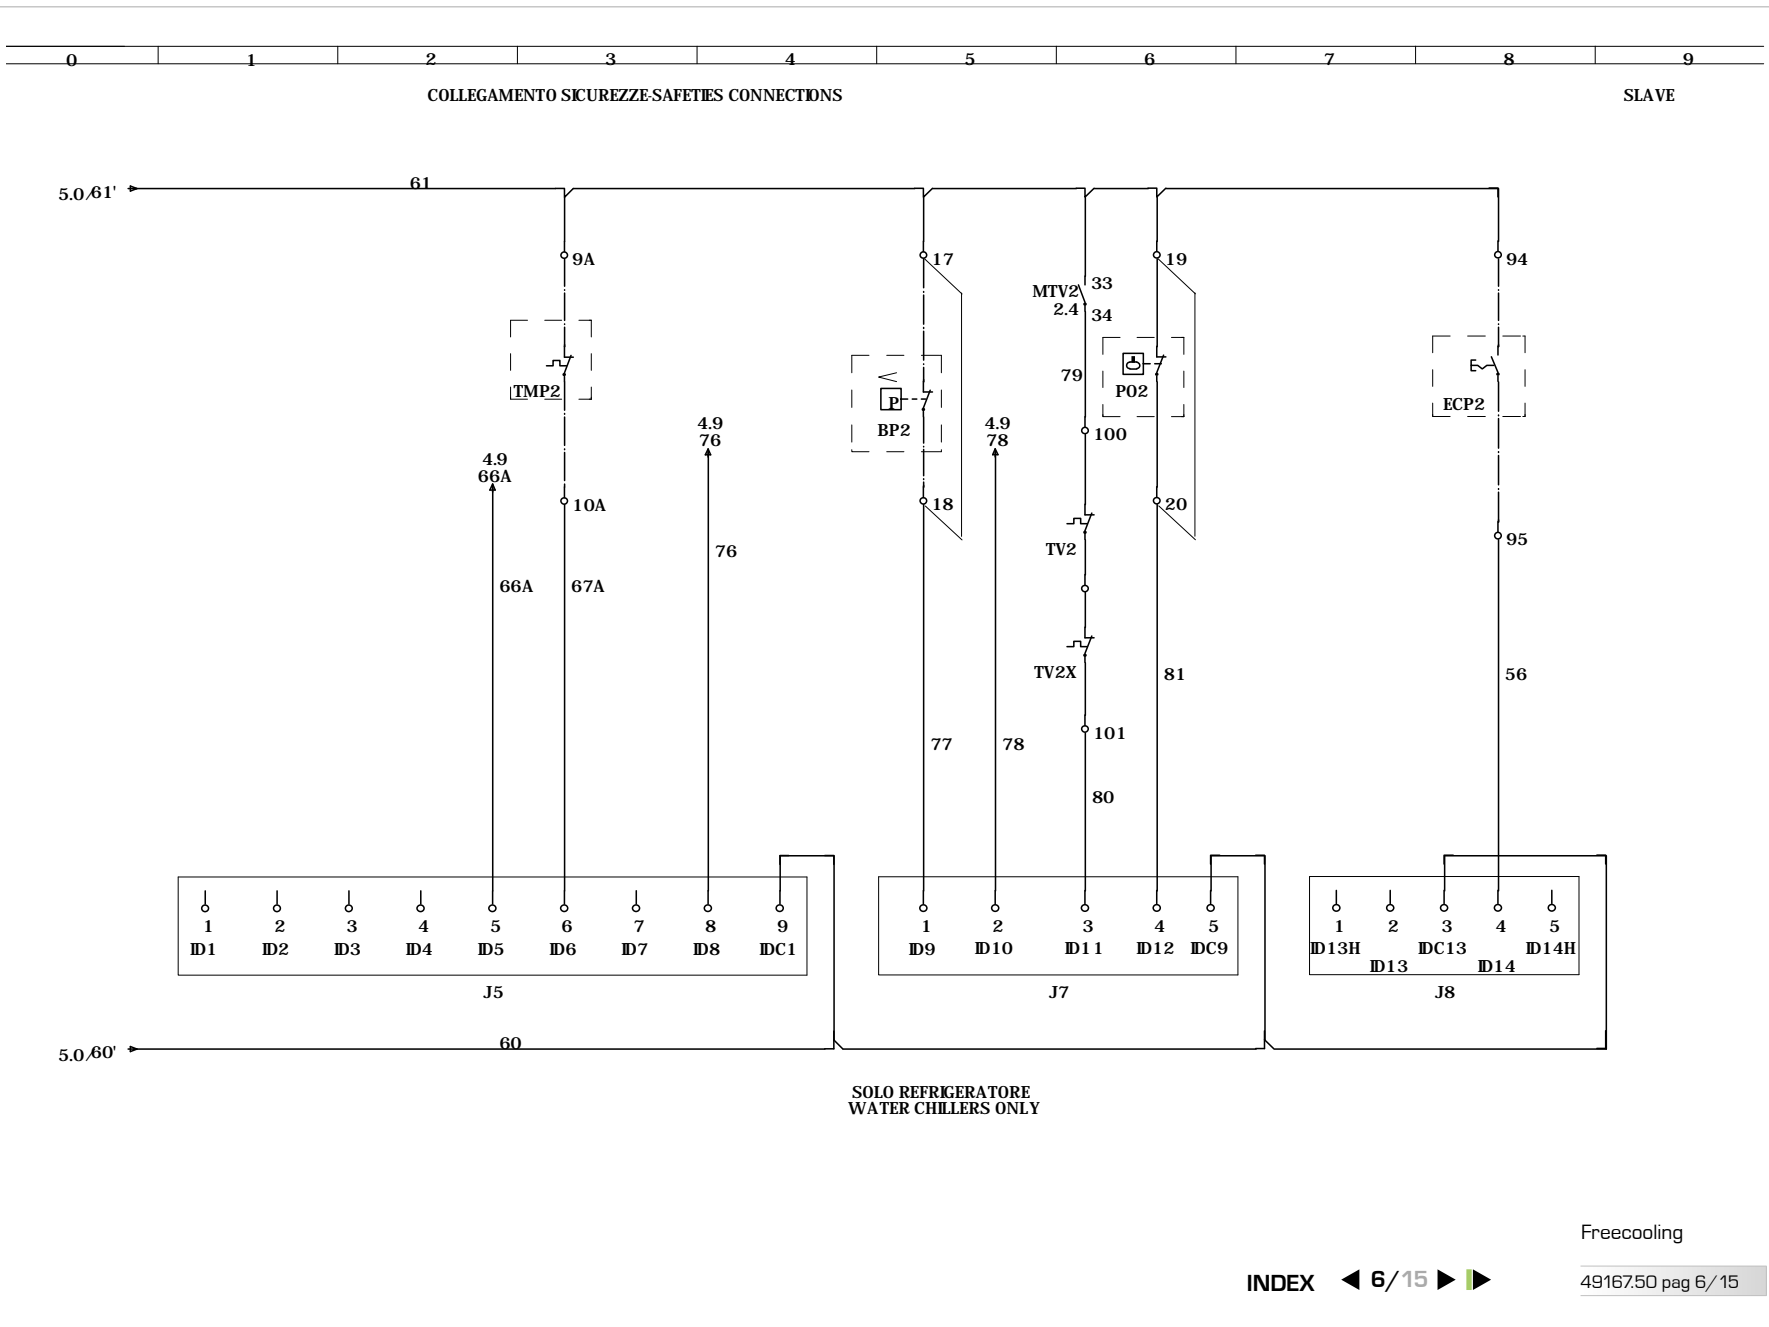 0 1 2 3 4 5 6 7 8 9
COLLEGAMENTO SICUREZZE-SAFETIES CONNECTIONS
SLAVE
5.0/61'
61
9A
17
19
94
33
MTV2
2.4
34
TMP2
79
PO2
P
BP2
ECP2
4.9
76
4.9
78
100
4.9
66A
10A
18
20
95
76
TV2
66A
67A
TV2X
81
56
101
77
78
80
1 2 3 4 5 6 7 8 9
ID1 ID2 ID3 ID4 ID5 ID6 ID7 ID8 IDC1
J5
1 2 3 4 5
ID9 ID10 ID11 ID12 IDC9
J7
1 2 3 4 5
ID13H IDC13 ID14H
ID13 ID14
J8
5.0/60'
60
SOLO REFRIGERATORE
WATER CHILLERS ONLY
Freecooling
INDEX 6/15
49167.50 pag 6/15